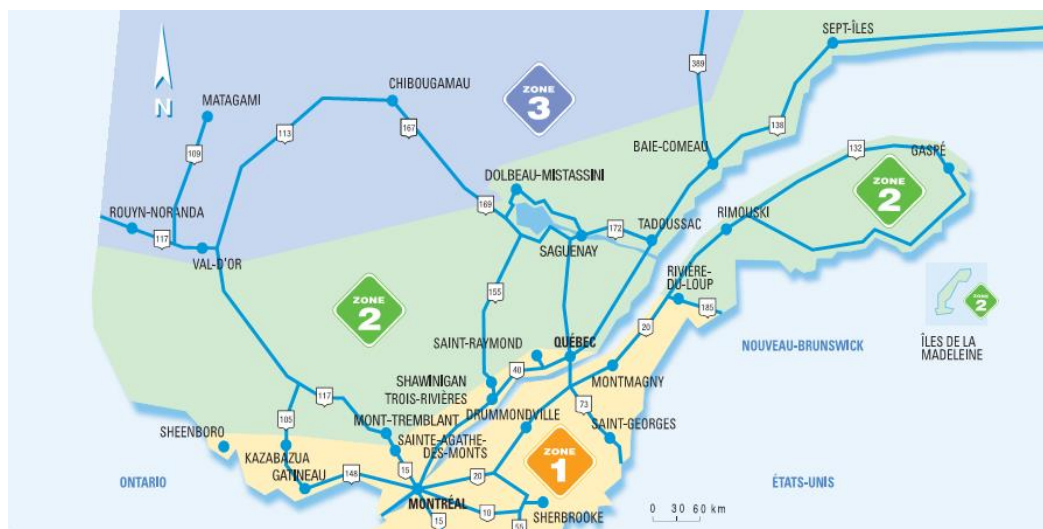 SEPT-ÎLES
389
N
CHIBOUGAMAU
ZONE
3
MATAGAMI
113
167
138
109
BAIE-COMEAU
132
GASPÉ
DOLBEAU-MISTASSINI
ZONE
2
169
ROUYN-NORANDA
RIMOUSKI
117
172
TADOUSSAC
SAGUENAY
VAL-D'OR
RIVIÈRE-
DU-LOUP
155
ZONE
2
185
ZONE
2
20
SAINT-RAYMOND
QUÉBEC
NOUVEAU-BRUNSWICK
ÎLES DE LA
MADELEINE
40
SHAWINIGAN
MONTMAGNY
TROIS-RIVIÈRES
117
73
105
MONT-TREMBLANT
DRUMMONDVILLE
SHEENBORO
SAINT-GEORGES
SAINTE-AGATHE-
DES-MONTS
KAZABAZUA
ZONE
1
15
GATINEAU
148
20
ONTARIO
ÉTATS-UNIS
MONTRÉAL
10
SHERBROOKE
0 30 60 km
15
55